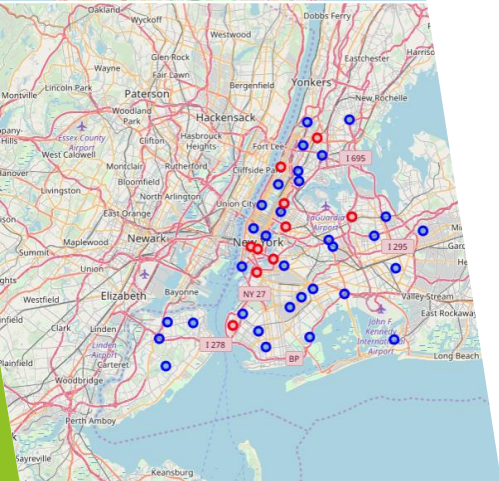 Oakland
Wyckoff
Dobbs Ferry
Westwood
Glen Rock
Eastchester
Wayne
Fair Lawn
Lincoln Park
Bergenfield
Yonkers
Montville
Paterson
New Rochelle
Woodland
Park
Hackensack
Essex County
Airport
Clifton
Hasbrouck
Heights
Fort Lee
West Caldwell
I 695
Montclair
Rutherford
Cliffside Park
Bloomfield
Livingston
North Arlington
Union City
East Orange
LaGuardia
Airport
Newark
New York
Maplewood
I 295
Summit
Union
Elizabeth
Bayonne
NY 27
Valley Stream
Westfield
East Rockaway
Clark
Linden
John F.
Kennedy
International
Airport
Linden
Airport
I 278
Plainfield
Carteret
BP
Long Beach
Woodbridge
Perth Amboy
Sayreville
Keansburg